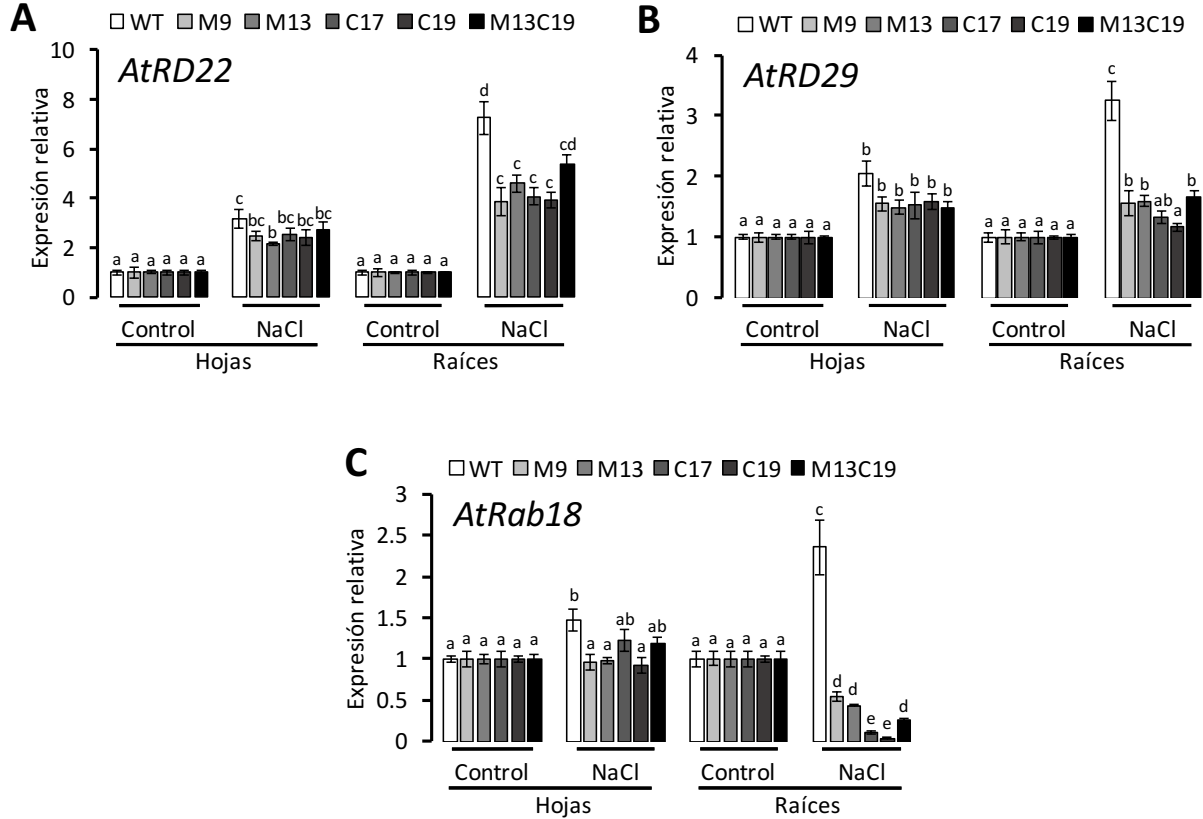 A
WT M9 M13 C17 C19 M13C19
AtRD22
Expresión relativa
10
8
6
4
2
0
a a a a a a
c bc b bc bc bc
a a a a a a
d c c c c cd
Control NaCl Control NaCl
Hojas Raíces
B
WT M9 M13 C17 C19 M13C19
AtRD29
Expresión relativa
4
3
2
1
0
a a a a a a
b b b b b b
a a a a a a
c b b ab a b
Control NaCl Control NaCl
Hojas Raíces
C
WT M9 M13 C17 C19 M13C19
AtRab18
Expresión relativa
3
2.5
2
1.5
1
0.5
0
a a a a a a
b a a ab a ab
a a a a a a
c d d e e d
Control NaCl Control NaCl
Hojas Raíces